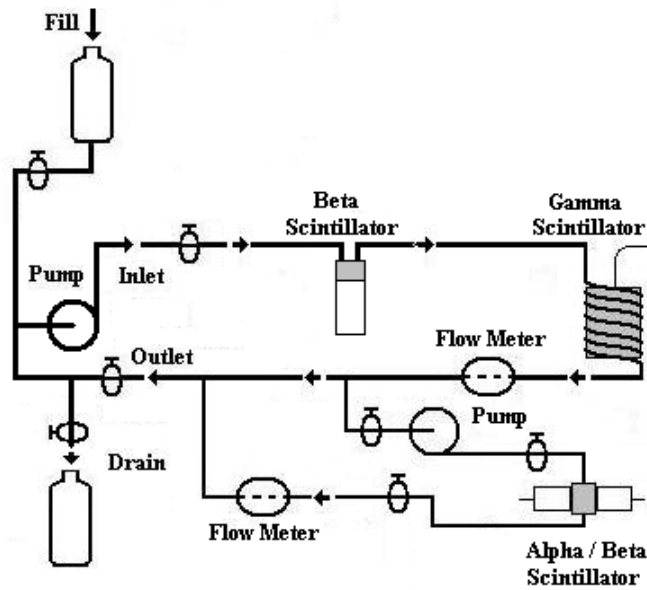 Fill
Beta
Scintillator
Gamma
Scintillator
Pump
Inlet
Outlet
Flow Meter
Pump
Drain
Flow Meter
Alpha / Beta
Scintillator